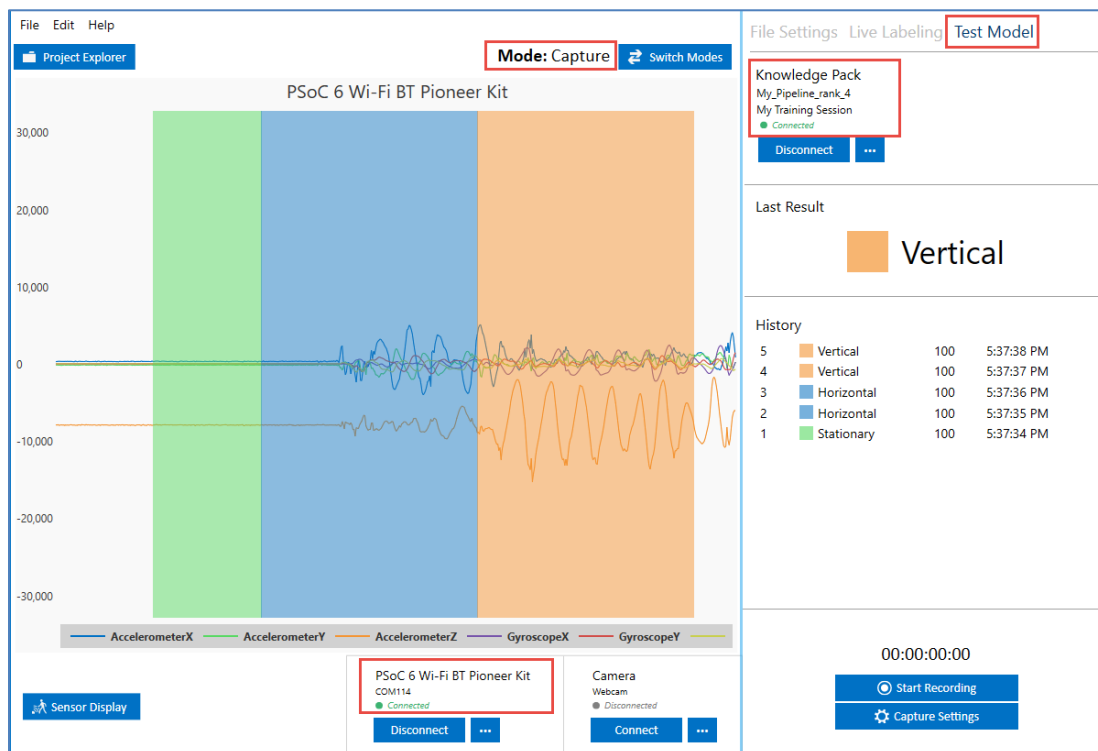 File Edit Help
Project Explorer
Mode: Capture
Switch Modes
PSoC 6 Wi-Fi BT Pioneer Kit
30,000
20,000
10,000
0
-10,000
-20,000
-30,000
AccelerometerX AccelerometerY AccelerometerZ GyroscopeX GyroscopeY
Sensor Display
PSoC 6 Wi-Fi BT Pioneer Kit
COM114
Connected
Disconnect ...
Camera
Webcam
Disconnected
Connect ...
File Settings Live Labeling Test Model
Knowledge Pack
My_Pipeline_rank_4
My Training Session
Connected
Disconnect ...
Last Result
Vertical
History
5 Vertical 100 5:37:38 PM
4 Vertical 100 5:37:37 PM
3 Horizontal 100 5:37:36 PM
2 Horizontal 100 5:37:35 PM
1 Stationary 100 5:37:34 PM
00:00:00:00
Start Recording
Capture Settings